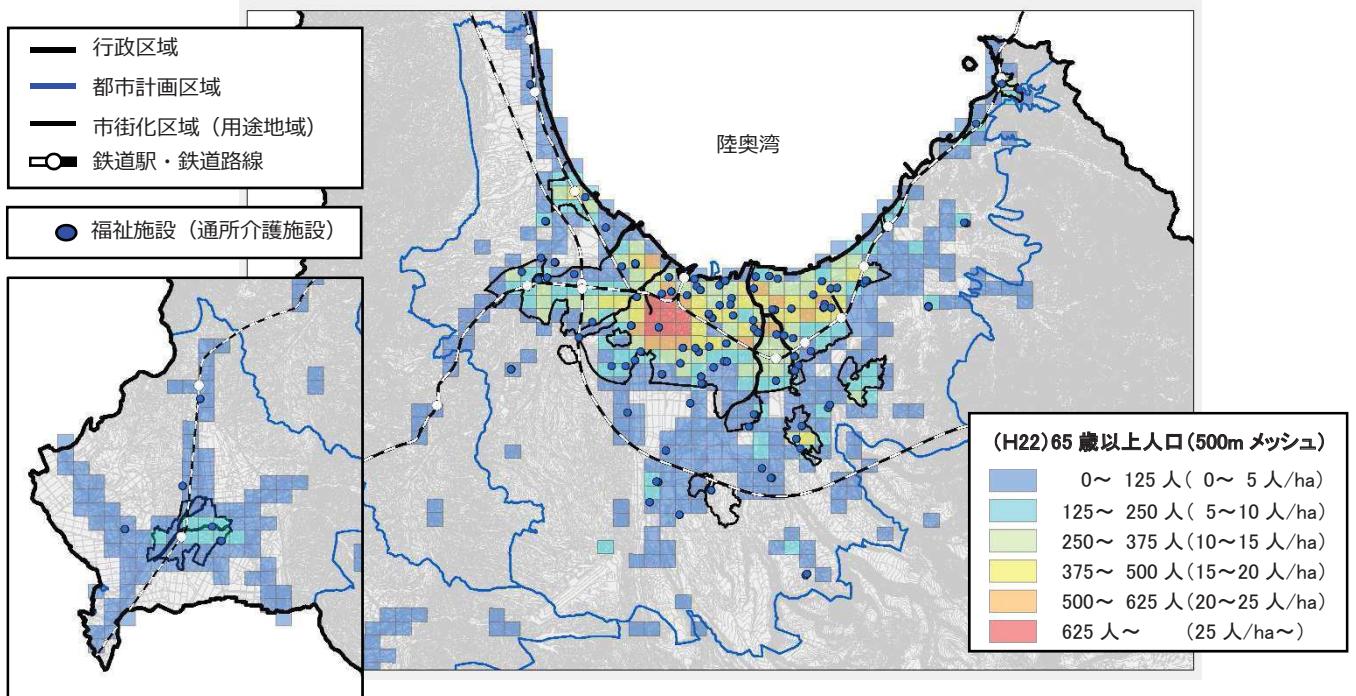 行政区域
都市計画区域
市街化区域（用途地域）
鉄道駅・鉄道路線
福祉施設（通所介護施設）
陸奥湾
(H22)65 歳以上人口(500m メッシュ)
0～ 125 人( 0～ 5 人/ha)
125～ 250 人( 5～10 人/ha)
250～ 375 人(10～15 人/ha)
375～ 500 人(15～20 人/ha)
500～ 625 人(20～25 人/ha)
625 人～ (25 人/ha～)